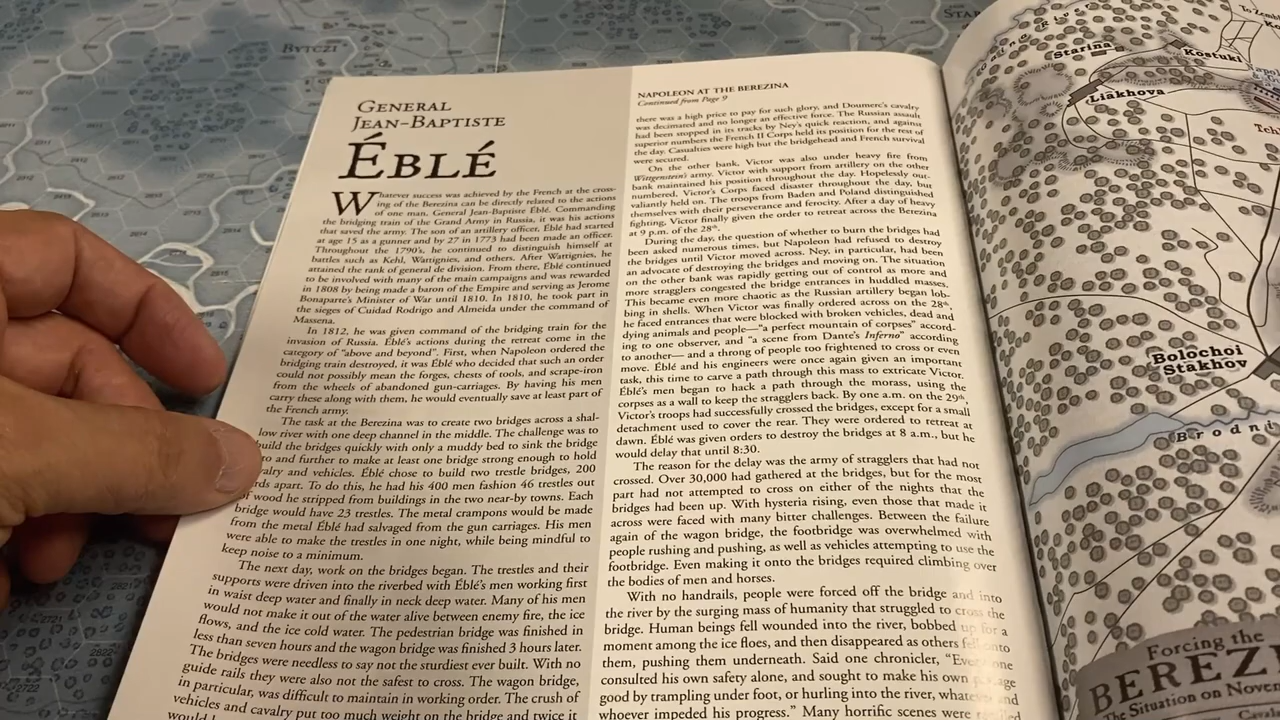 BYTCZI
GENERAL
JEAN-BAPTISTE
ÉBLÉ
Whatever success was achieved by the French at the cross-
ing of the Berezina can be directly related to the actions
of one man, General Jean-Baptiste Éblé. Commanding
the bridging train of the Grand Army in Russia, it was his actions
that saved the army. The son of an artillery officer, Éblé had started
at age 15 as a gunner and by 27 in 1773 had been made an officer.
Throughout the 1790's, he continued to distinguish himself at
battles such as Kehl, Wattignies, and others. After Wattignies, he
attained the rank of general de division. From there, Éblé continued
to be involved with many of the main campaigns and was rewarded
in 1808 by being made a baron of the Empire and serving as Jerome
Bonaparte's Minister of War until 1810. In 1810, he took part in
the sieges of Cuidad Rodrigo and Almeida under the command of
Massena.
In 1812, he was given command of the bridging train for the
invasion of Russia. Éblé's actions during the retreat come in the
category of "above and beyond". First, when Napoleon ordered the
bridging train destroyed, it was Éblé who decided that such an order
could not possibly mean the forges, chests of tools, and scrape-iron
from the wheels of abandoned gun-carriages. By having his men
carry these along with them, he would eventually save at least part of
the French army.
The task at the Berezina was to create two bridges across a shal-
low river with one deep channel in the middle. The challenge was to
build the bridges quickly with only a muddy bed to sink the bridge
to and further to make at least one bridge strong enough to hold
valry and vehicles. Éblé chose to build two trestle bridges, 200
rds apart. To do this, he had his 400 men fashion 46 trestles out
of wood he stripped from buildings in the two near-by towns. Each
bridge would have 23 trestles. The metal crampons would be made
from the metal Éblé had salvaged from the gun carriages. His men
were able to make the trestles in one night, while being mindful to
keep noise to a minimum.
The next day, work on the bridges began. The trestles and their
supports were driven into the riverbed with Éblé's men working first
in waist deep water and finally in neck deep water. Many of his men
would not make it out of the water alive between enemy fire, the ice
flows, and the ice cold water. The pedestrian bridge was finished in
less than seven hours and the wagon bridge was finished 3 hours later.
The bridges were needless to say not the sturdiest ever built. With no
guide rails they were also not the safest to cross. The wagon bridge,
in particular, was difficult to maintain in working order. The crush of
vehicles and cavalry put too much weight on the bridge and twice it
NAPOLEON AT THE BEREZINA
Continued from Page 9
there was a high price to pay for such glory, and Doumerc's cavalry
was decimated and no longer an effective force. The Russian assault
had been stopped in its tracks by Ney's quick reaction, and against
superior numbers the French II Corps held its position for the rest of
the day. Casualties were high but the bridgehead and French survival
were secured.
On the other bank, Victor was also under heavy fire from
Wittgenstein's army. Victor with support from artillery on the other
bank maintained his position throughout the day. Hopelessly out-
numbered, Victor's Corps faced disaster throughout the day, but
valiantly held on. The troops from Baden and Poland distinguished
themselves with their perseverance and ferocity. After a day of heavy
fighting, Victor finally given the order to retreat across the Berezina
at 9 p.m. of the 28th.
During the day, the question of whether to burn the bridges had
been asked numerous times, but Napoleon had refused to destroy
the bridges until Victor moved across. Ney, in particular, had been
an advocate of destroying the bridges and moving on. The situation
on the other bank was rapidly getting out of control as more and
more stragglers congested the bridge entrances in huddled masses.
This became even more chaotic as the Russian artillery began lob-
bing in shells. When Victor was finally ordered across on the 28th,
he faced entrances that were blocked with broken vehicles, dead and
dying animals and people—"a perfect mountain of corpses" accord-
ing to one observer, and "a scene from Dante's Inferno" according
to another— and a throng of people too frightened to cross or even
move. Éblé and his engineers were once again given an important
task, this time to carve a path through this mass to extricate Victor.
Éblé's men began to hack a path through the morass, using the
corpses as a wall to keep the stragglers back. By one a.m. on the 29th,
Victor's troops had successfully crossed the bridges, except for a small
detachment used to cover the rear. They were ordered to retreat at
dawn. Éblé was given orders to destroy the bridges at 8 a.m., but he
would delay that until 8:30.
The reason for the delay was the army of stragglers that had not
crossed. Over 30,000 had gathered at the bridges, but for the most
part had not attempted to cross on either of the nights that the
bridges had been up. With hysteria rising, even those that made it
across were faced with many bitter challenges. Between the failure
again of the wagon bridge, the footbridge was overwhelmed with
people rushing and pushing, as well as vehicles attempting to use the
footbridge. Even making it onto the bridges required climbing over
the bodies of men and horses.
With no handrails, people were forced off the bridge and into
the river by the surging mass of humanity that struggled to cross the
bridge. Human beings fell wounded into the river, bobbed up for a
moment among the ice floes, and then disappeared as others fell onto
them, pushing them underneath. Said one chronicler, "Everyone
consulted his own safety alone, and sought to make his own passage
good by trampling under foot, or hurling into the river, whatever and
whoever impeded his progress." Many horrific scenes were
Starina
Kostuki
Liakhova
Bolochoi
Stakhov
Brodni
Forcing the
BEREZI
The Situation on Novem